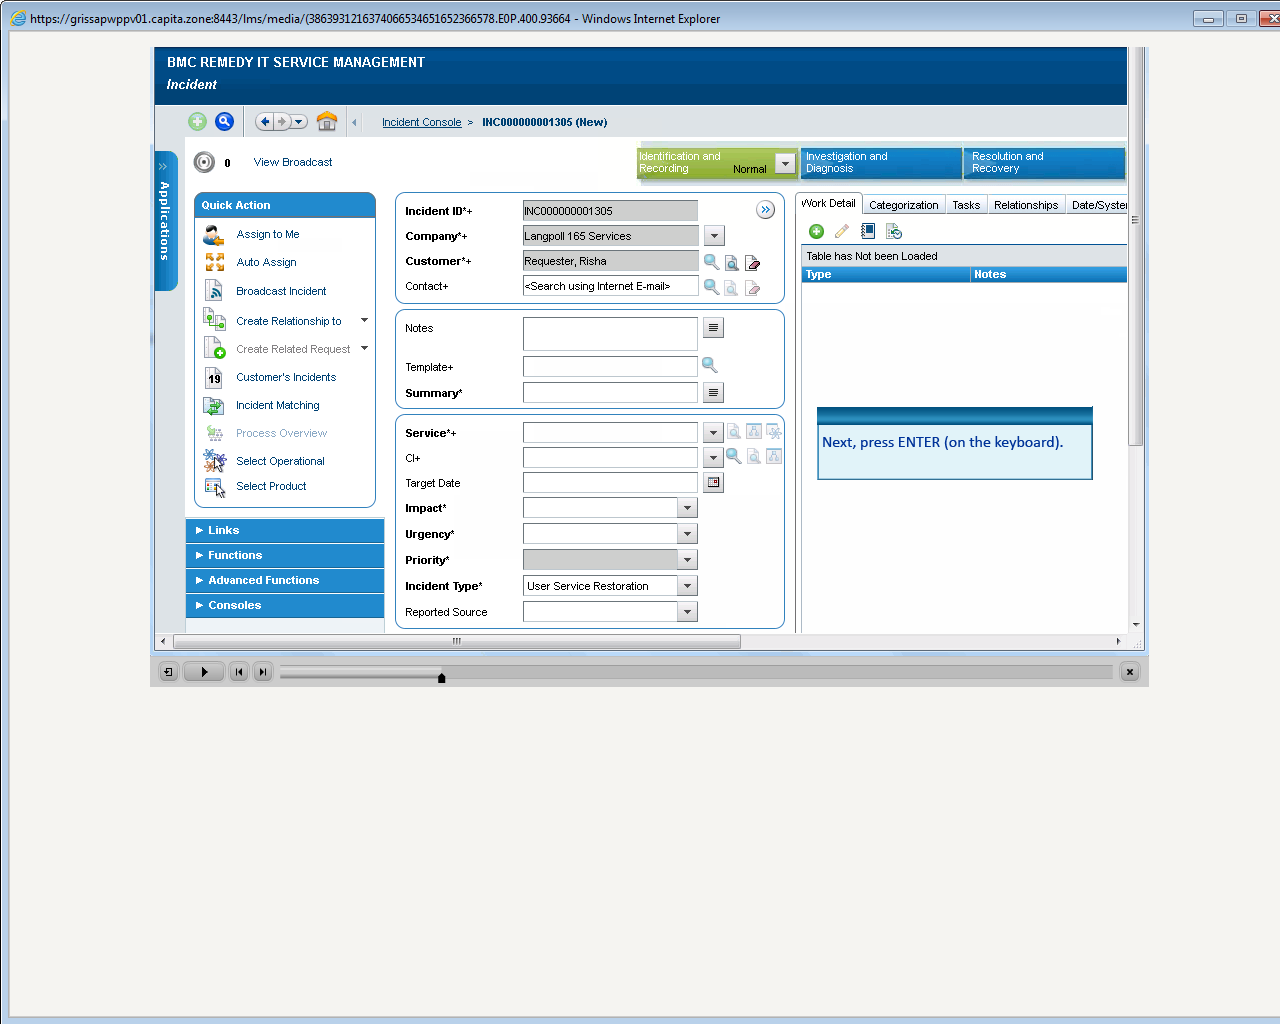 https://grissapwppv01.capita.zone:8443/lms/media/(3863931216374066534651652366578.E0P.400.93664 - Windows Internet Explorer
BMC REMEDY IT SERVICE MANAGEMENT
Incident
Incident Console > INC000000001305 (New)
0 View Broadcast
Identification and Recording Normal
Investigation and Diagnosis
Resolution and Recovery
Applications
Quick Action
Assign to Me
Auto Assign
Broadcast Incident
Create Relationship to
Create Related Request
19 Customer's Incidents
Incident Matching
Process Overview
Select Operational
Select Product
Links
Functions
Advanced Functions
Consoles
Incident ID*+ INC000000001305
Company*+ Langpoll 165 Services
Customer*+ Requester, Risha
Contact+ <Search using Internet E-mail>
Notes
Template+
Summary*
Service*+
CI+
Target Date
Impact*
Urgency*
Priority*
Incident Type* User Service Restoration
Reported Source
Work Detail Categorization Tasks Relationships Date/System
Table has Not been Loaded
Type Notes
Next, press ENTER (on the keyboard).